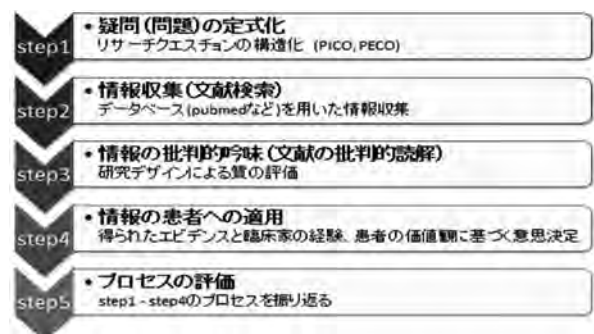 step1
・疑問(問題)の定式化
リサーチクエスチョンの構造化 (PICO, PECO)
step2
・情報収集(文献検索)
データベース(pubmedなど)を用いた情報収集
step3
・情報の批判的吟味(文献の批判的読解)
研究デザインによる質の評価
step4
・情報の患者への適用
得られたエビデンスと臨床家の経験、患者の価値観に基づく意思決定
step5
・プロセスの評価
step1 - step4のプロセスを振り返る